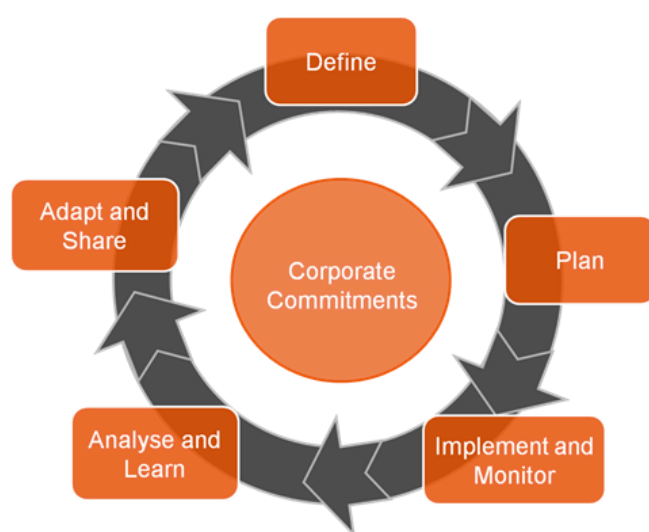 Define
Plan
Implement and
Monitor
Analyse and
Learn
Adapt and
Share
Corporate
Commitments